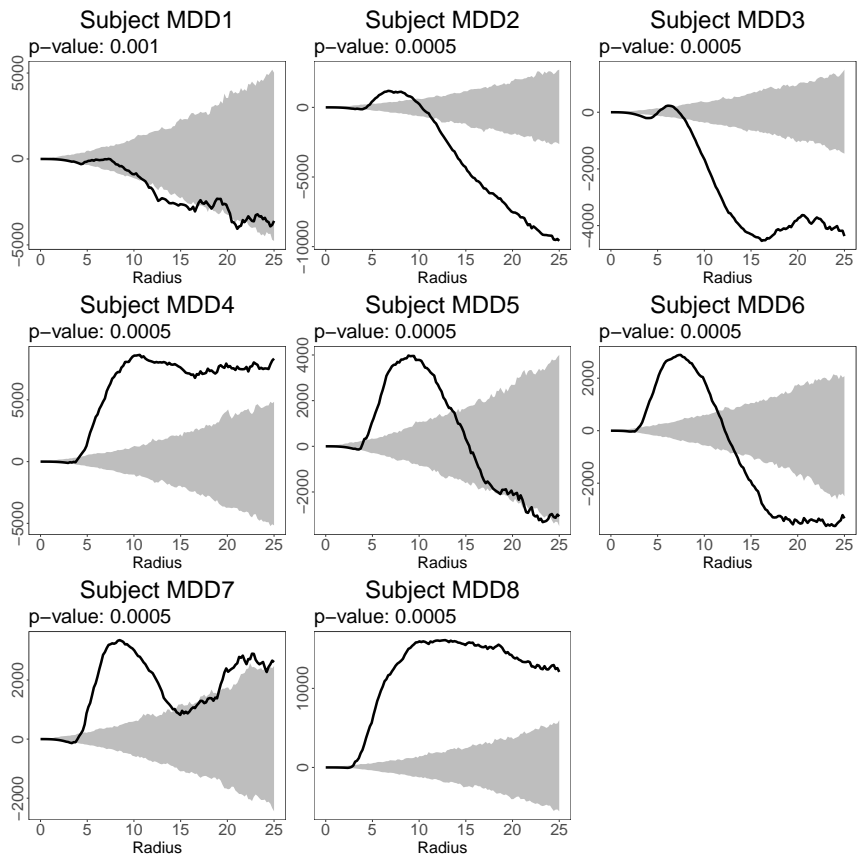 Subject MDD1
p−value: 0.001
5000
0
−5000
0 5 10 15 20 25
Radius
Subject MDD2
p−value: 0.0005
0
−5000
−10000
0 5 10 15 20 25
Radius
Subject MDD3
p−value: 0.0005
0
−2000
−4000
0 5 10 15 20 25
Radius
Subject MDD4
p−value: 0.0005
5000
0
−5000
0 5 10 15 20 25
Radius
Subject MDD5
p−value: 0.0005
4000
2000
0
−2000
0 5 10 15 20 25
Radius
Subject MDD6
p−value: 0.0005
2000
0
−2000
0 5 10 15 20 25
Radius
Subject MDD7
p−value: 0.0005
2000
0
−2000
0 5 10 15 20 25
Radius
Subject MDD8
p−value: 0.0005
10000
0
0 5 10 15 20 25
Radius